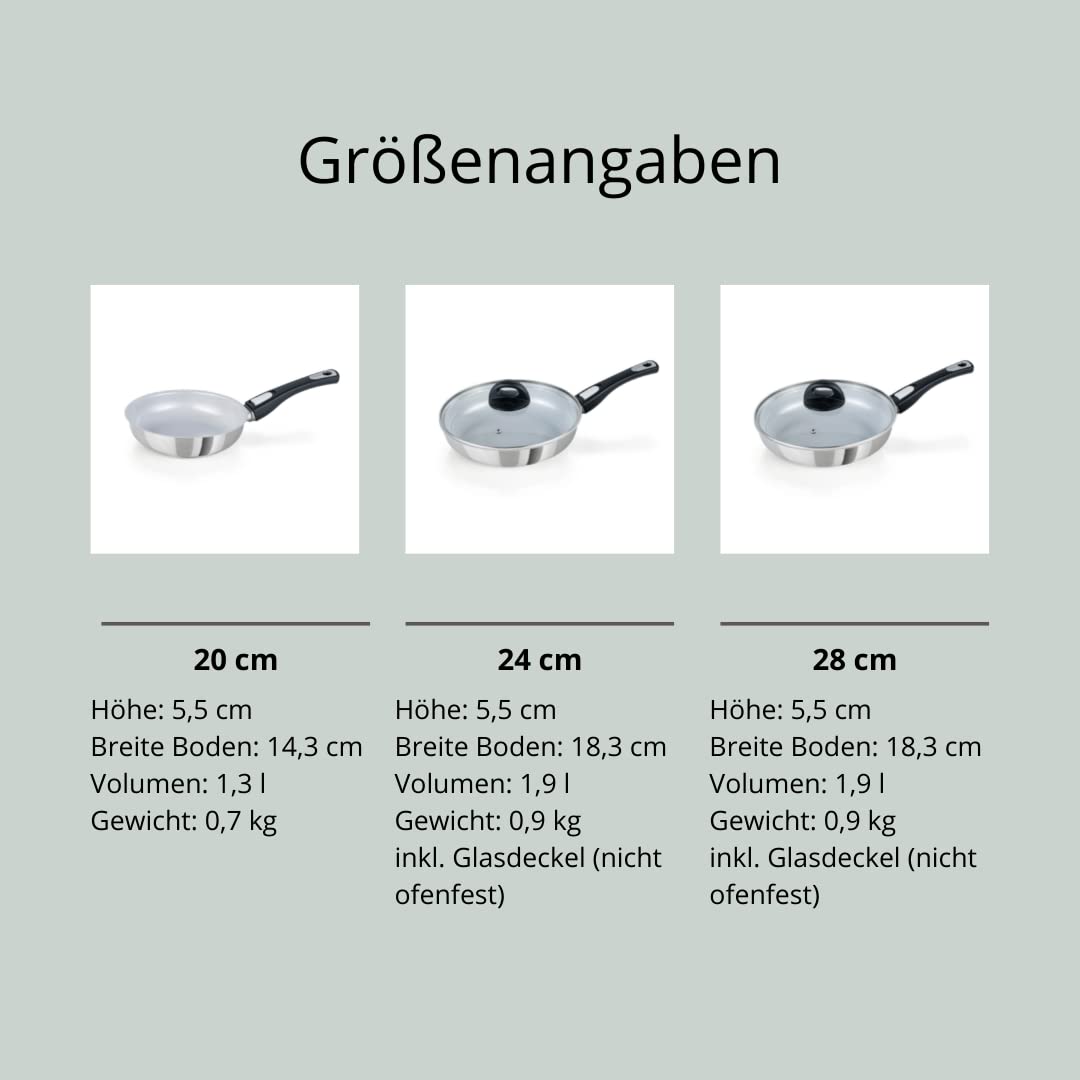 Größenangaben
20 cm
Höhe: 5,5 cm
Breite Boden: 14,3 cm
Volumen: 1,3 l
Gewicht: 0,7 kg
24 cm
Höhe: 5,5 cm
Breite Boden: 18,3 cm
Volumen: 1,9 l
Gewicht: 0,9 kg
inkl. Glasdeckel (nicht
ofenfest)
28 cm
Höhe: 5,5 cm
Breite Boden: 18,3 cm
Volumen: 1,9 l
Gewicht: 0,9 kg
inkl. Glasdeckel (nicht
ofenfest)